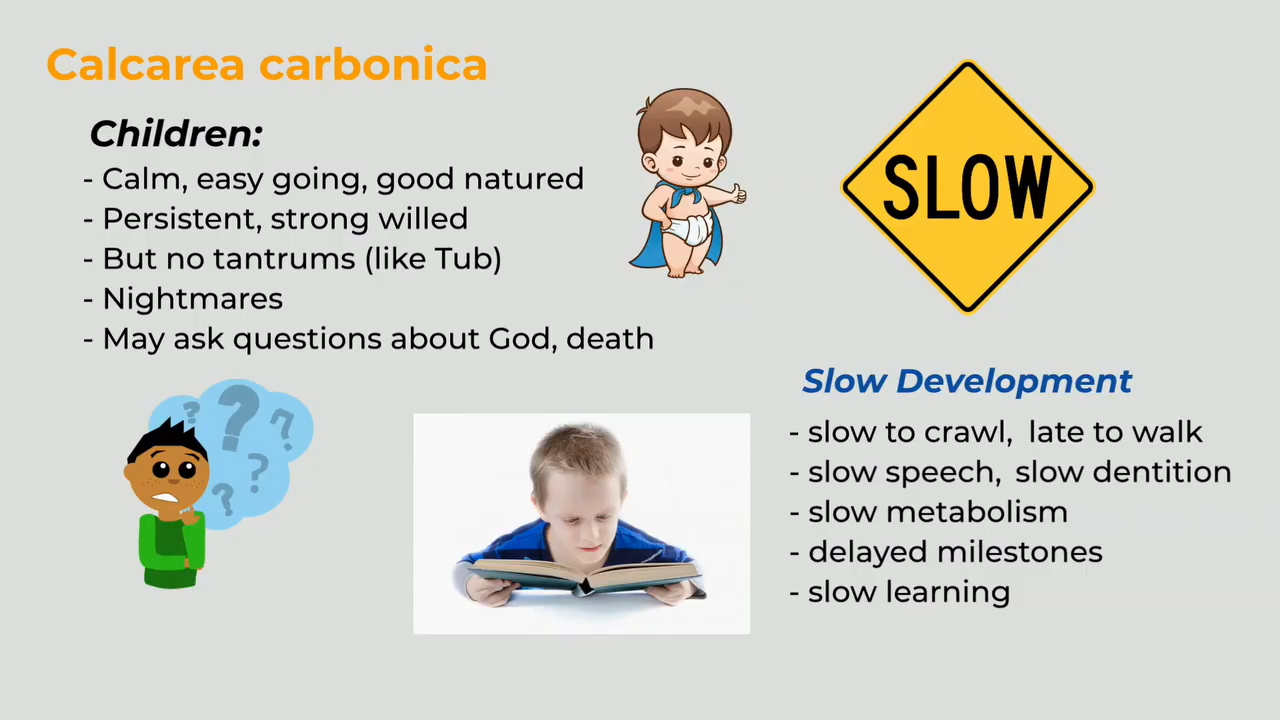 Calcarea carbonica
Children:
- Calm, easy going, good natured
- Persistent, strong willed
- But no tantrums (like Tub)
- Nightmares
- May ask questions about God, death
SLOW
Slow Development
- slow to crawl, late to walk
- slow speech, slow dentition
- slow metabolism
- delayed milestones
- slow learning
? ? ? ? ?